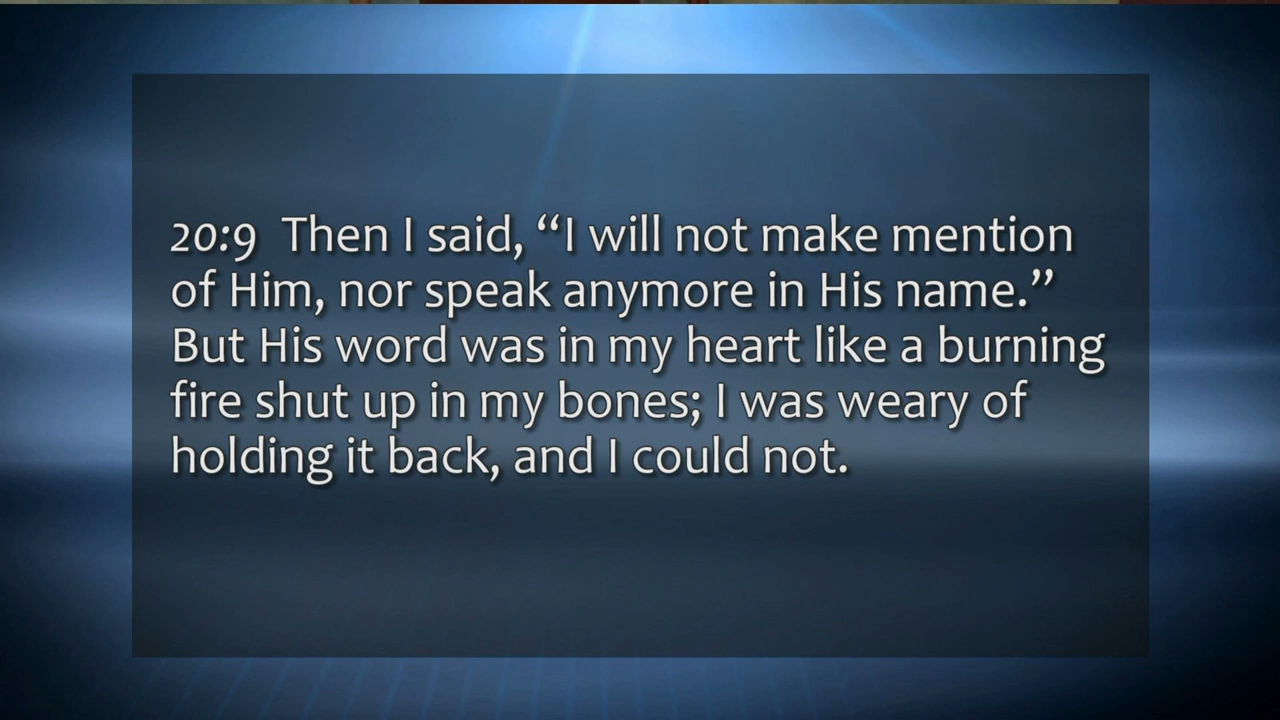 20:9 Then I said, “I will not make mention
of Him, nor speak anymore in His name.”
But His word was in my heart like a burning
fire shut up in my bones; I was weary of
holding it back, and I could not.